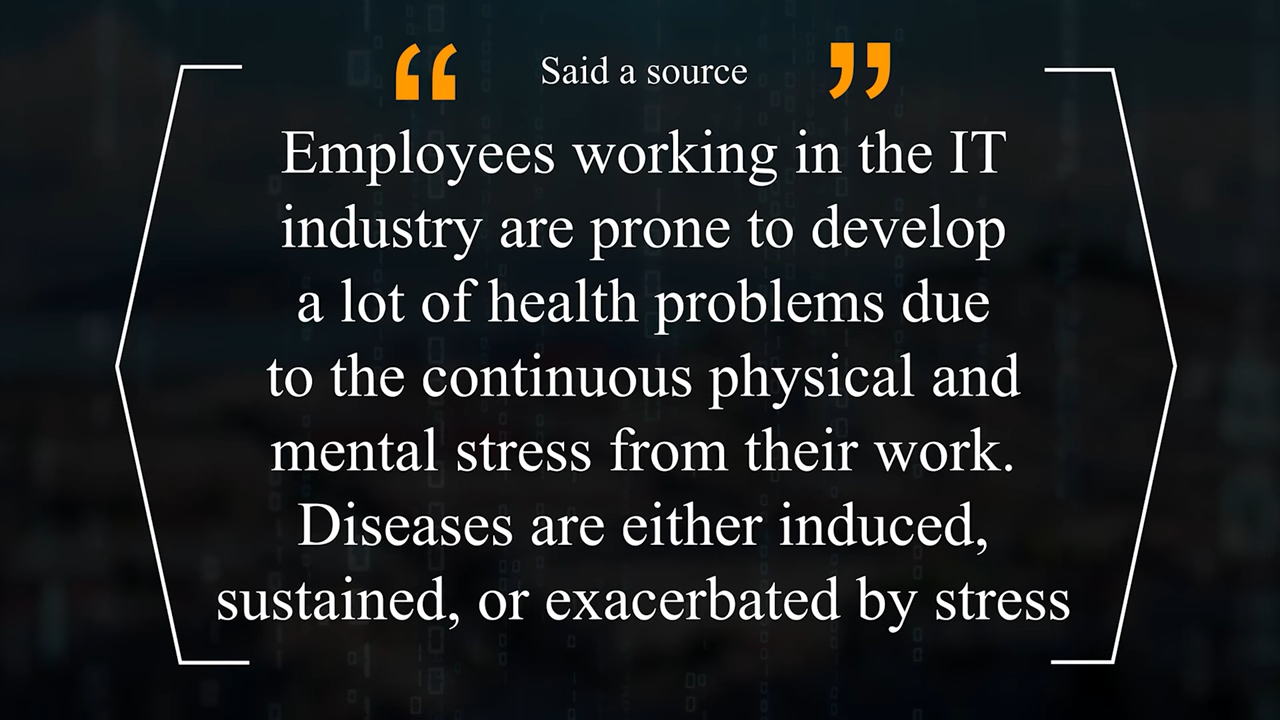 “ Said a source ”
Employees working in the IT
industry are prone to develop
a lot of health problems due
to the continuous physical and
mental stress from their work.
Diseases are either induced,
sustained, or exacerbated by stress